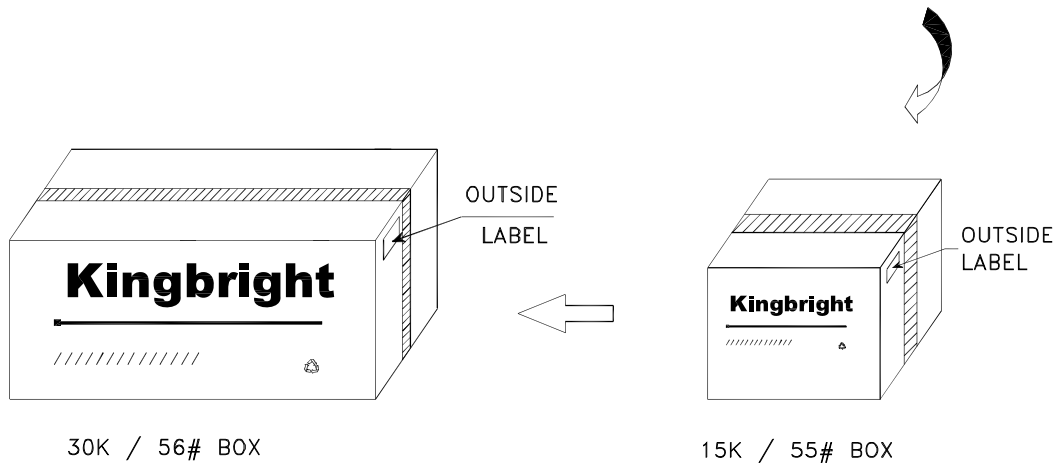 OUTSIDE
LABEL
Kingbright
30K / 56# BOX
OUTSIDE
LABEL
Kingbright
15K / 55# BOX